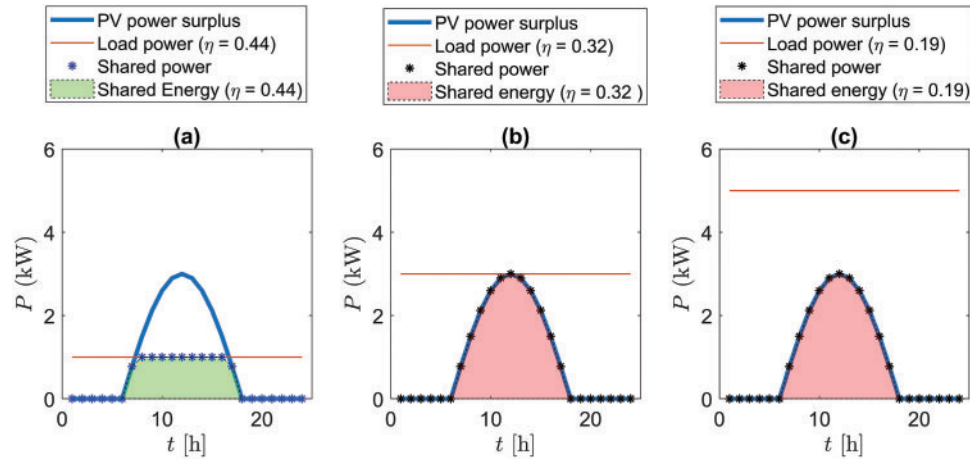 PV power surplus
Load power (η = 0.44)
Shared power
Shared Energy (η = 0.44)
PV power surplus
Load power (η = 0.32)
Shared power
Shared energy (η = 0.32 )
PV power surplus
Load power (η = 0.19)
Shared power
Shared energy (η = 0.19)
(a)
6
4
2
0
P (kW)
0
10
20
t [h]
(b)
6
4
2
0
P (kW)
0
10
20
t [h]
(c)
6
4
2
0
P (kW)
0
10
20
t [h]